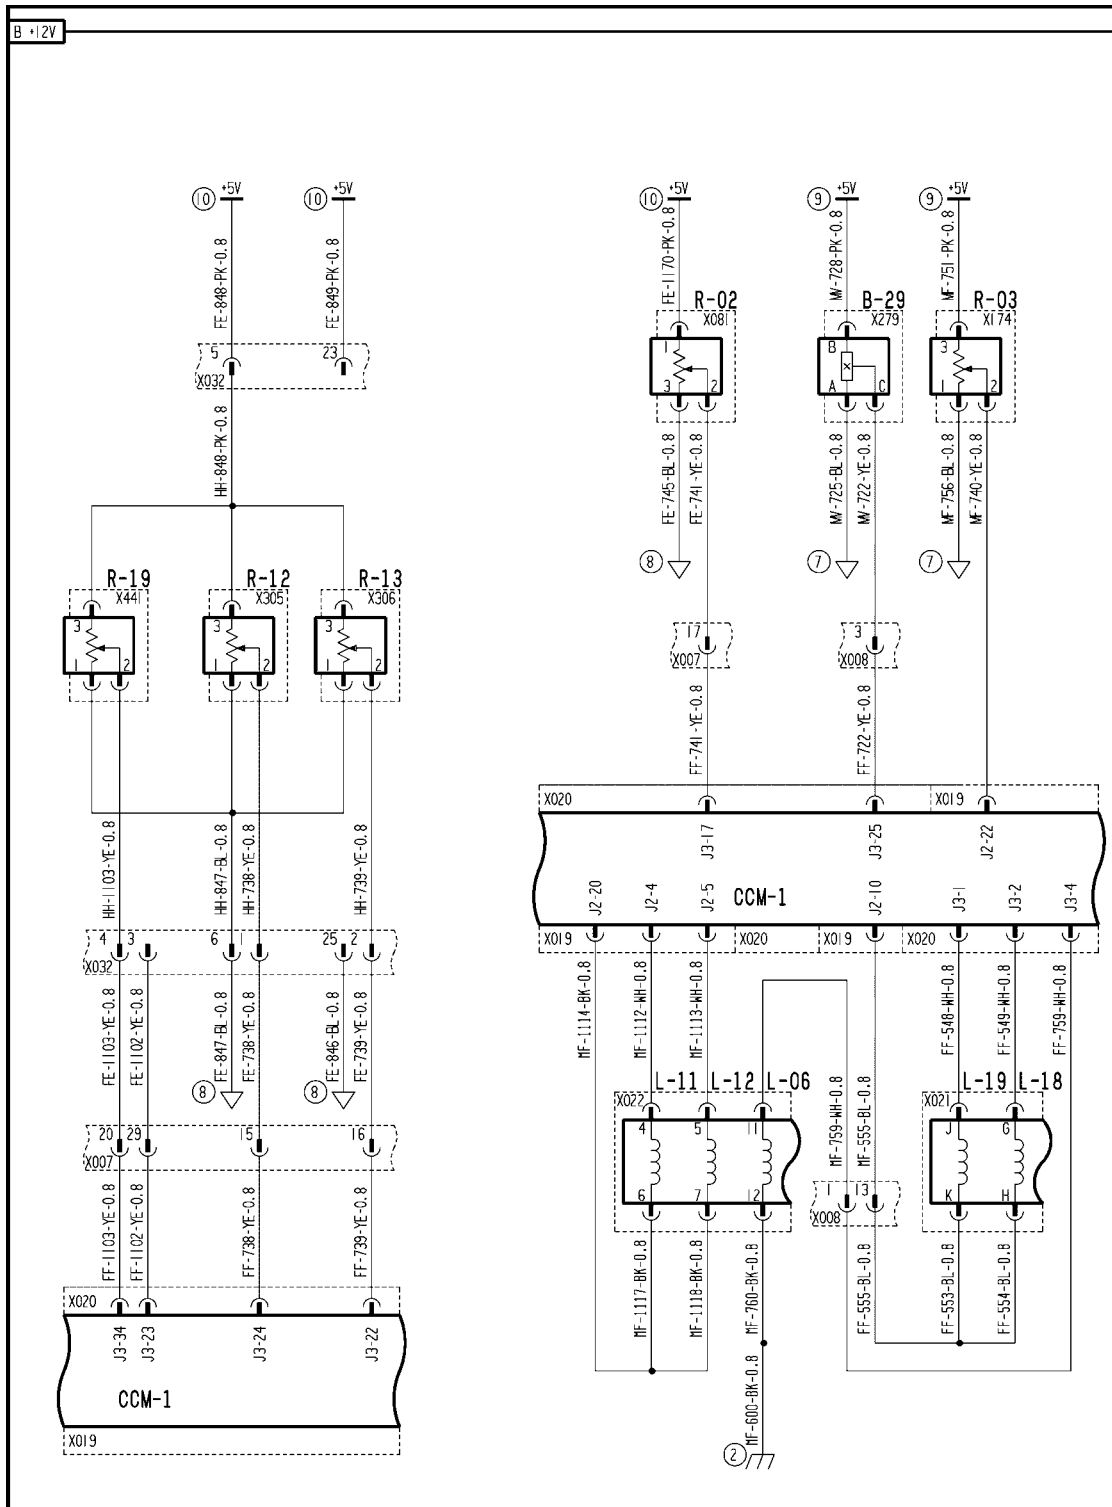 B +12V
10 +5V 10 +5V 10 +5V 9 +5V 9 +5V
FE-848-PK-0.8 FE-849-PK-0.8 FE-1170-PK-0.8 MV-728-PK-0.8 MF-751-PK-0.8
R-02 B-29 R-03
X081 X279 X174
5 23
X032
1 B 3
3 2 A C 1 2
HH-848-PK-0.8 FE-745-BL-0.8 FE-741-YE-0.8 MV-725-BL-0.8 MV-722-YE-0.8 MF-756-BL-0.8 MF-740-YE-0.8
8 7 7
R-19 R-12 R-13
X441 X305 X306
3 3 3
1 2 1 2 1 2
17 3
X007 X008
FF-741-YE-0.8 FF-722-YE-0.8
X020 X019
J3-17 J3-25 J2-22
CCM-1
J2-20 J2-4 J2-5 J2-10 J3-1 J3-2 J3-4
X019 X020 X019 X020
HH-1103-YE-0.8 HH-847-BL-0.8 HH-738-YE-0.8 HH-739-YE-0.8
4 3 6 1 25 2
X032
FE-1103-YE-0.8 FE-1102-YE-0.8 FE-847-BL-0.8 FE-738-YE-0.8 FE-846-BL-0.8 FE-739-YE-0.8
8 8
MF-1114-BK-0.8 MF-1112-WH-0.8 MF-1113-WH-0.8 FF-548-WH-0.8 FF-549-WH-0.8 FF-759-WH-0.8
L-11 L-12 L-06 L-19 L-18
X022 X021
4 5 11 J G
6 7 12 K H
MF-759-WH-0.8 MF-555-BL-0.8
1 13
X008
20 29 15 16
X007
FF-1103-YE-0.8 FF-1102-YE-0.8 FF-738-YE-0.8 FF-739-YE-0.8
MF-1117-BK-0.8 MF-1118-BK-0.8 MF-760-BK-0.8 FF-555-BL-0.8 FF-553-BL-0.8 FF-554-BL-0.8
X020
J3-34 J3-23 J3-24 J3-22
CCM-1
X019
MF-600-BK-0.8
2